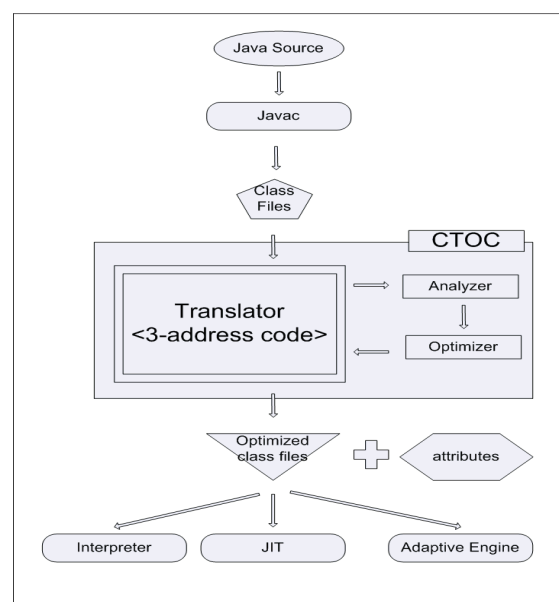 Java Source
Javac
Class
Files
CTOC
Translator
<3-address code>
Analyzer
Optimizer
Optimized
class files
attributes
Interpreter
JIT
Adaptive Engine